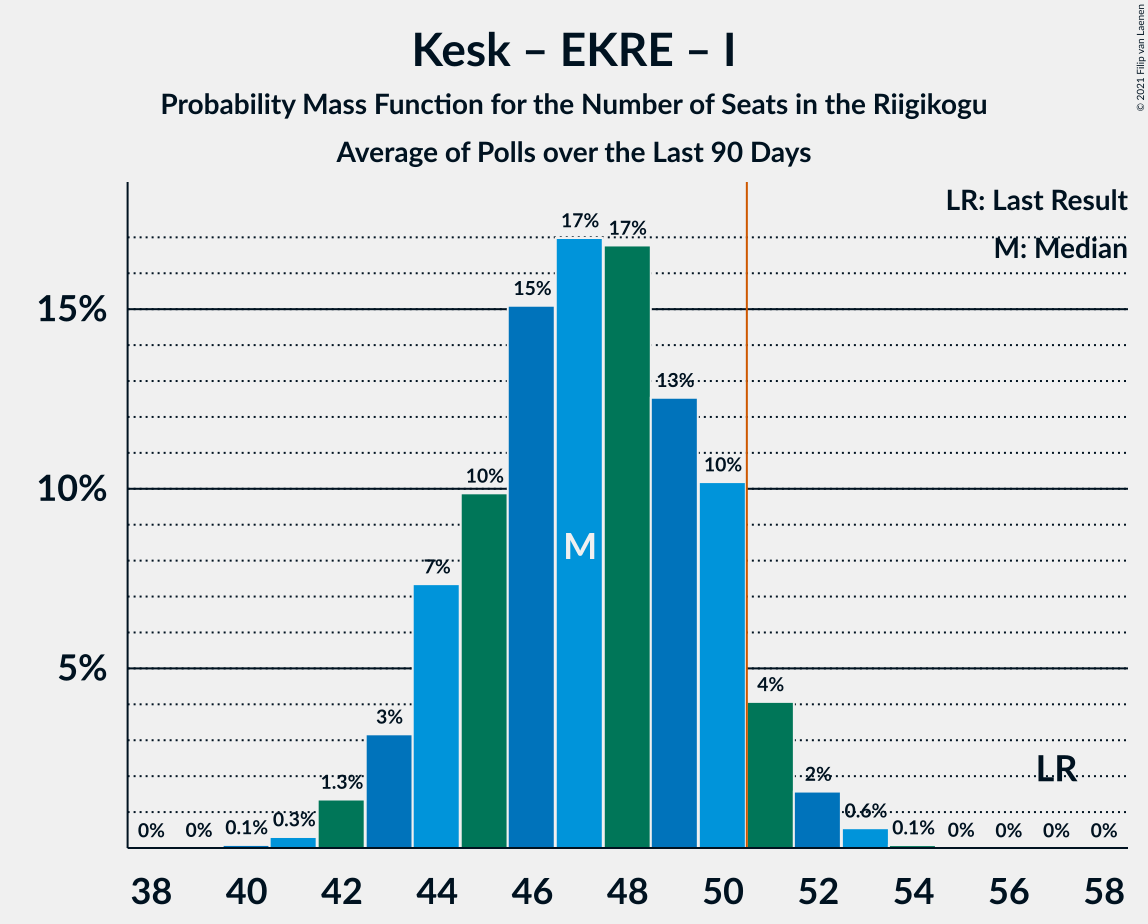 Kesk – EKRE – I
Probability Mass Function for the Number of Seats in the Riigikogu
Average of Polls over the Last 90 Days
© 2021 Filip van Laenen
LR: Last Result
M: Median
15%
10%
5%
0% 0% 0.1% 0.3% 1.3% 3% 7% 10% 15% 17% 17% 13% 10% 4% 2% 0.6% 0.1% 0% 0% 0% 0%
M
LR
38 40 42 44 46 48 50 52 54 56 58